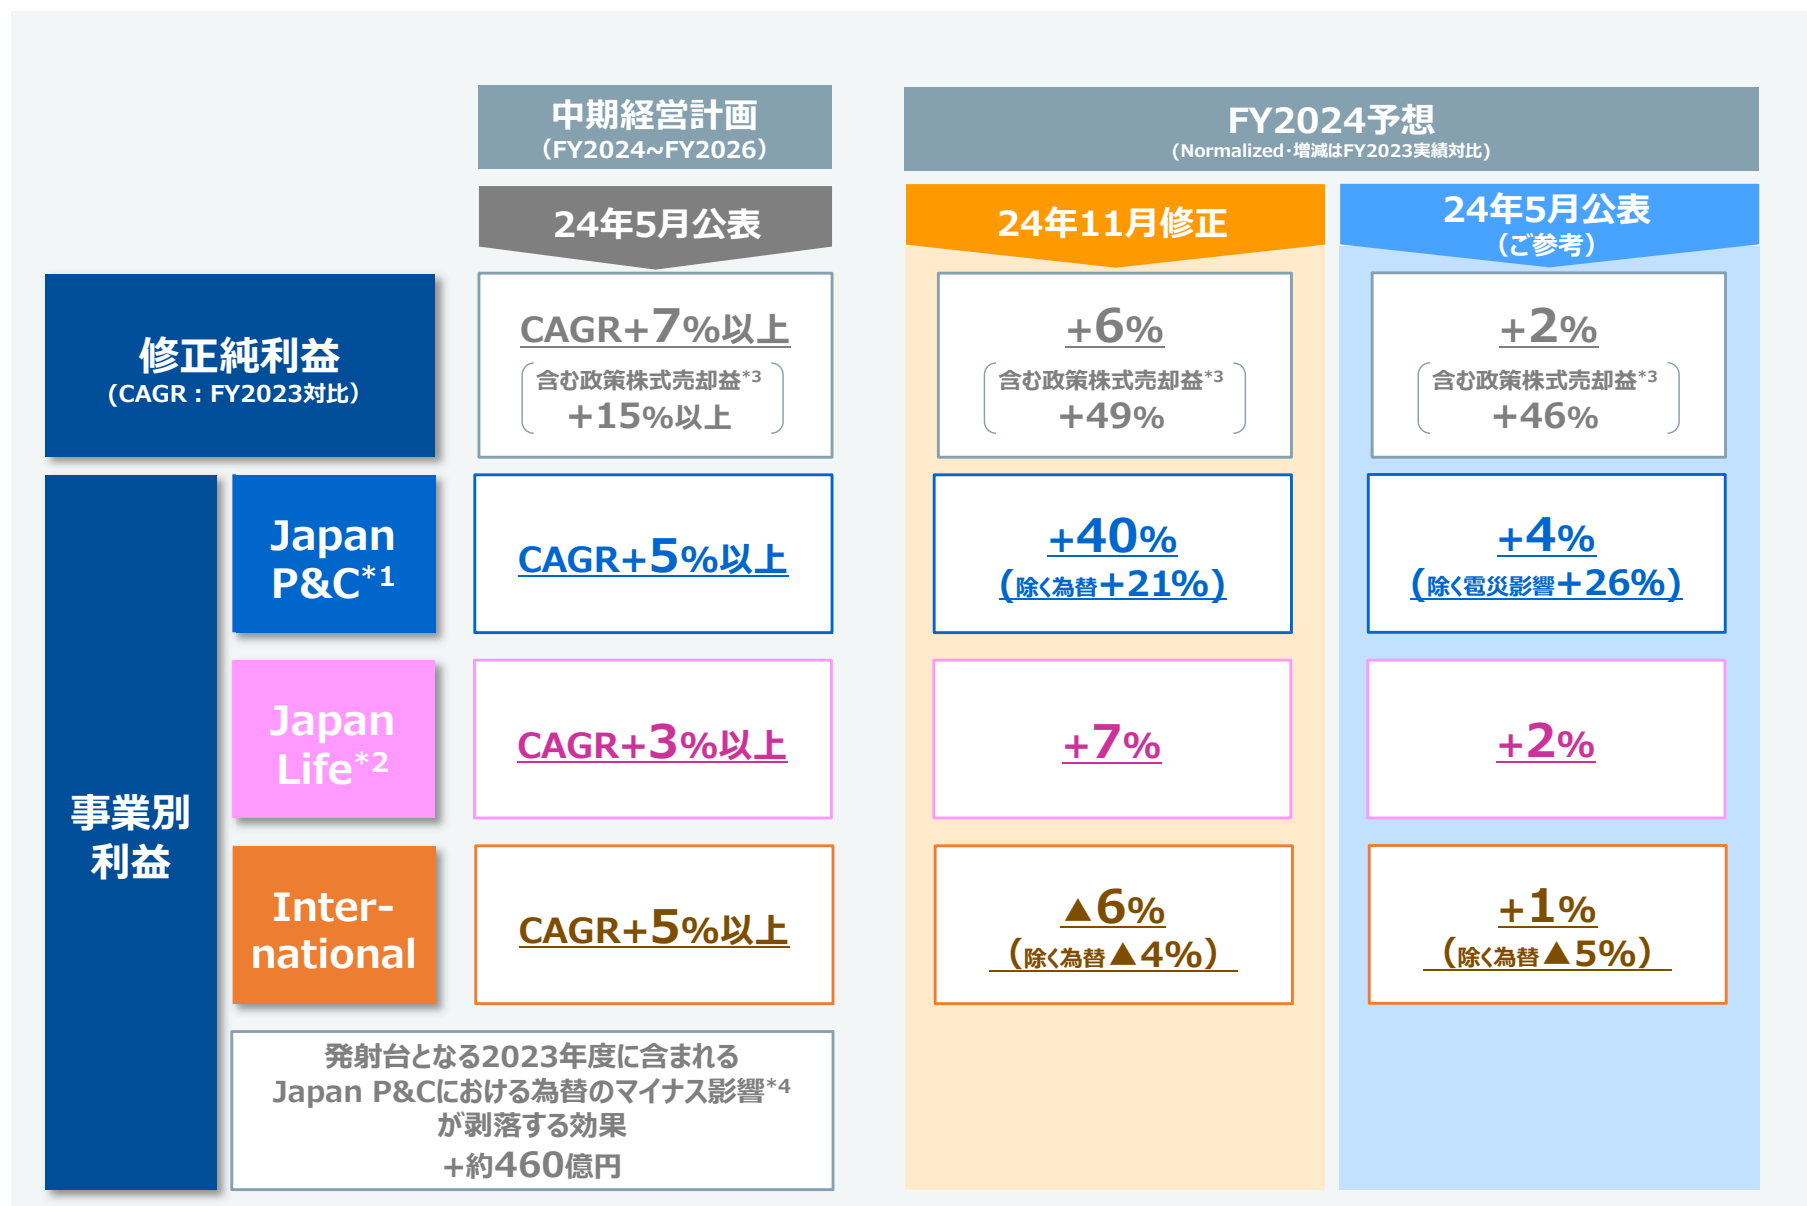 中期経営計画
（FY2024~FY2026）
FY2024予想
(Normalized・増減はFY2023実績対比)
24年5月公表
24年11月修正
24年5月公表
（ご参考）
修正純利益
(CAGR：FY2023対比）
CAGR+7%以上
含む政策株式売却益*3
+15%以上
+6%
含む政策株式売却益*3
+49%
+2%
含む政策株式売却益*3
+46%
事業別
利益
Japan
P&C*1
CAGR+5%以上
+40%
(除く為替+21%)
+4%
(除く雹災影響+26%)
Japan
Life*2
CAGR+3%以上
+7%
+2%
Inter-
national
CAGR+5%以上
▲6%
（除く為替▲4%）
+1%
（除く為替▲5%）
発射台となる2023年度に含まれる
Japan P&Cにおける為替のマイナス影響*4
が剥落する効果
+約460億円